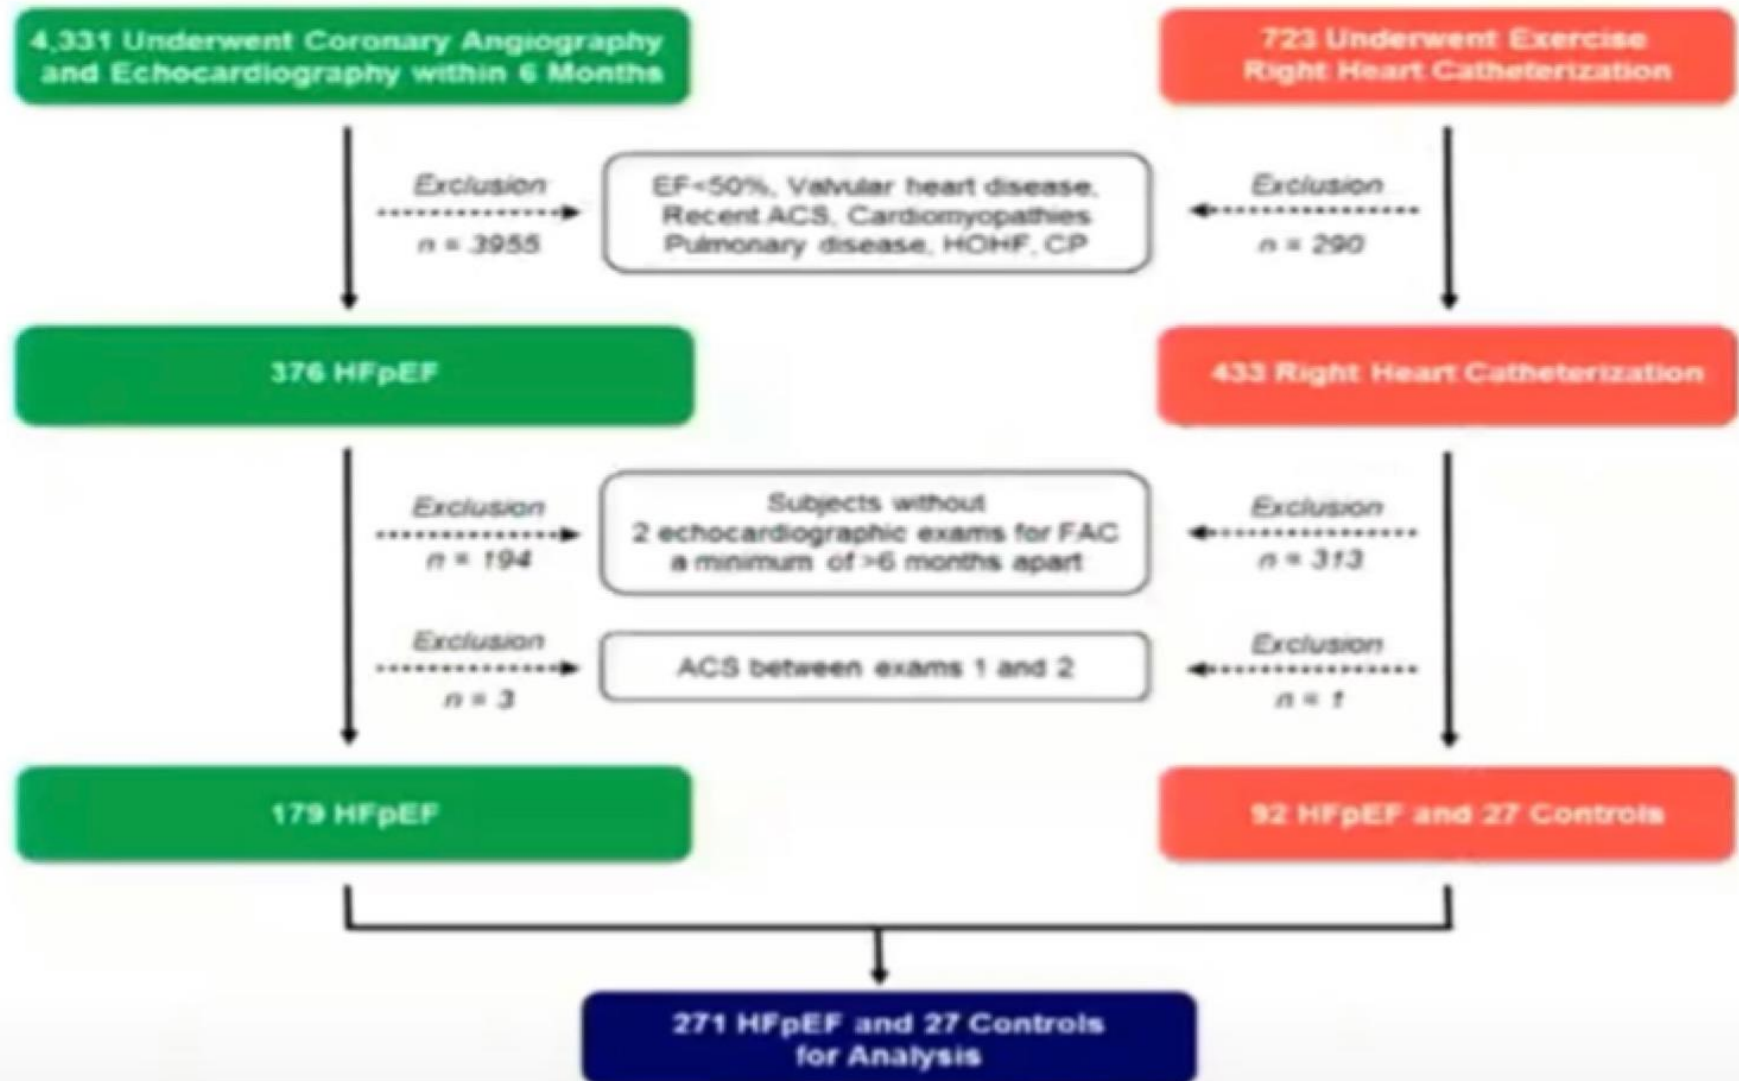 4,331 Underwent Coronary Angiography
and Echocardiography within 6 Months
723 Underwent Exercise
Right Heart Catheterization
Exclusion
n = 3955
EF<50%, Valvular heart disease,
Recent ACS, Cardiomyopathies
Pulmonary disease, HOHF, CP
Exclusion
n = 290
376 HFpEF
433 Right Heart Catheterization
Exclusion
n = 194
Subjects without
2 echocardiographic exams for FAC
a minimum of >6 months apart
Exclusion
n = 313
Exclusion
n = 3
ACS between exams 1 and 2
Exclusion
n = 1
179 HFpEF
92 HFpEF and 27 Controls
271 HFpEF and 27 Controls
for Analysis